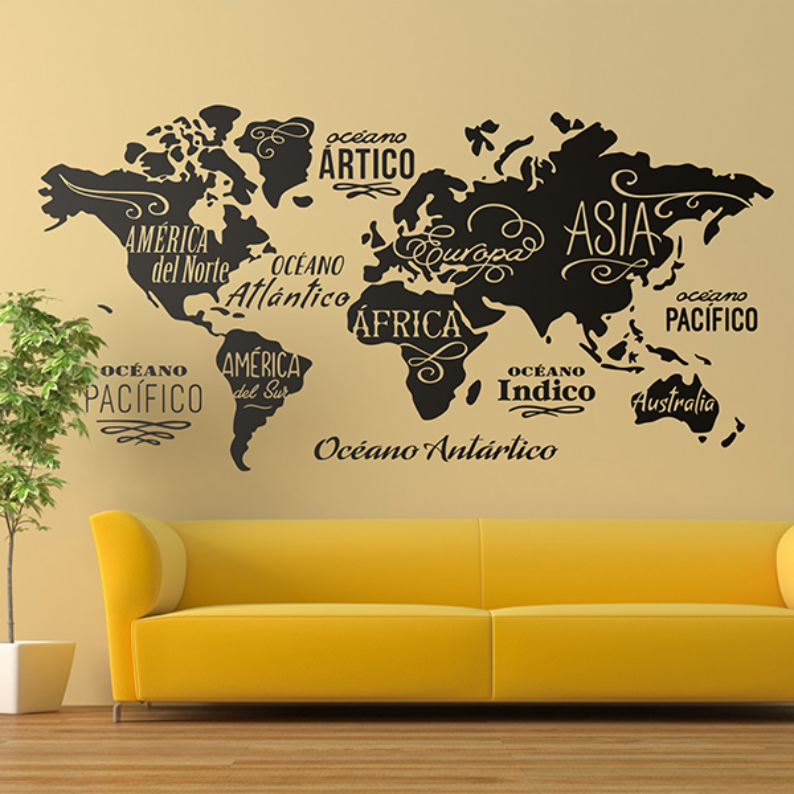 océano
ÁRTICO
AMÉRICA
del Norte
OCÉANO
Atlántico
Europa
ASIA
océano
PACÍFICO
ÁFRICA
OCÉANO
PACÍFICO
AMÉRICA
del Sur
OCÉANO
Indico
Australia
Océano Antártico